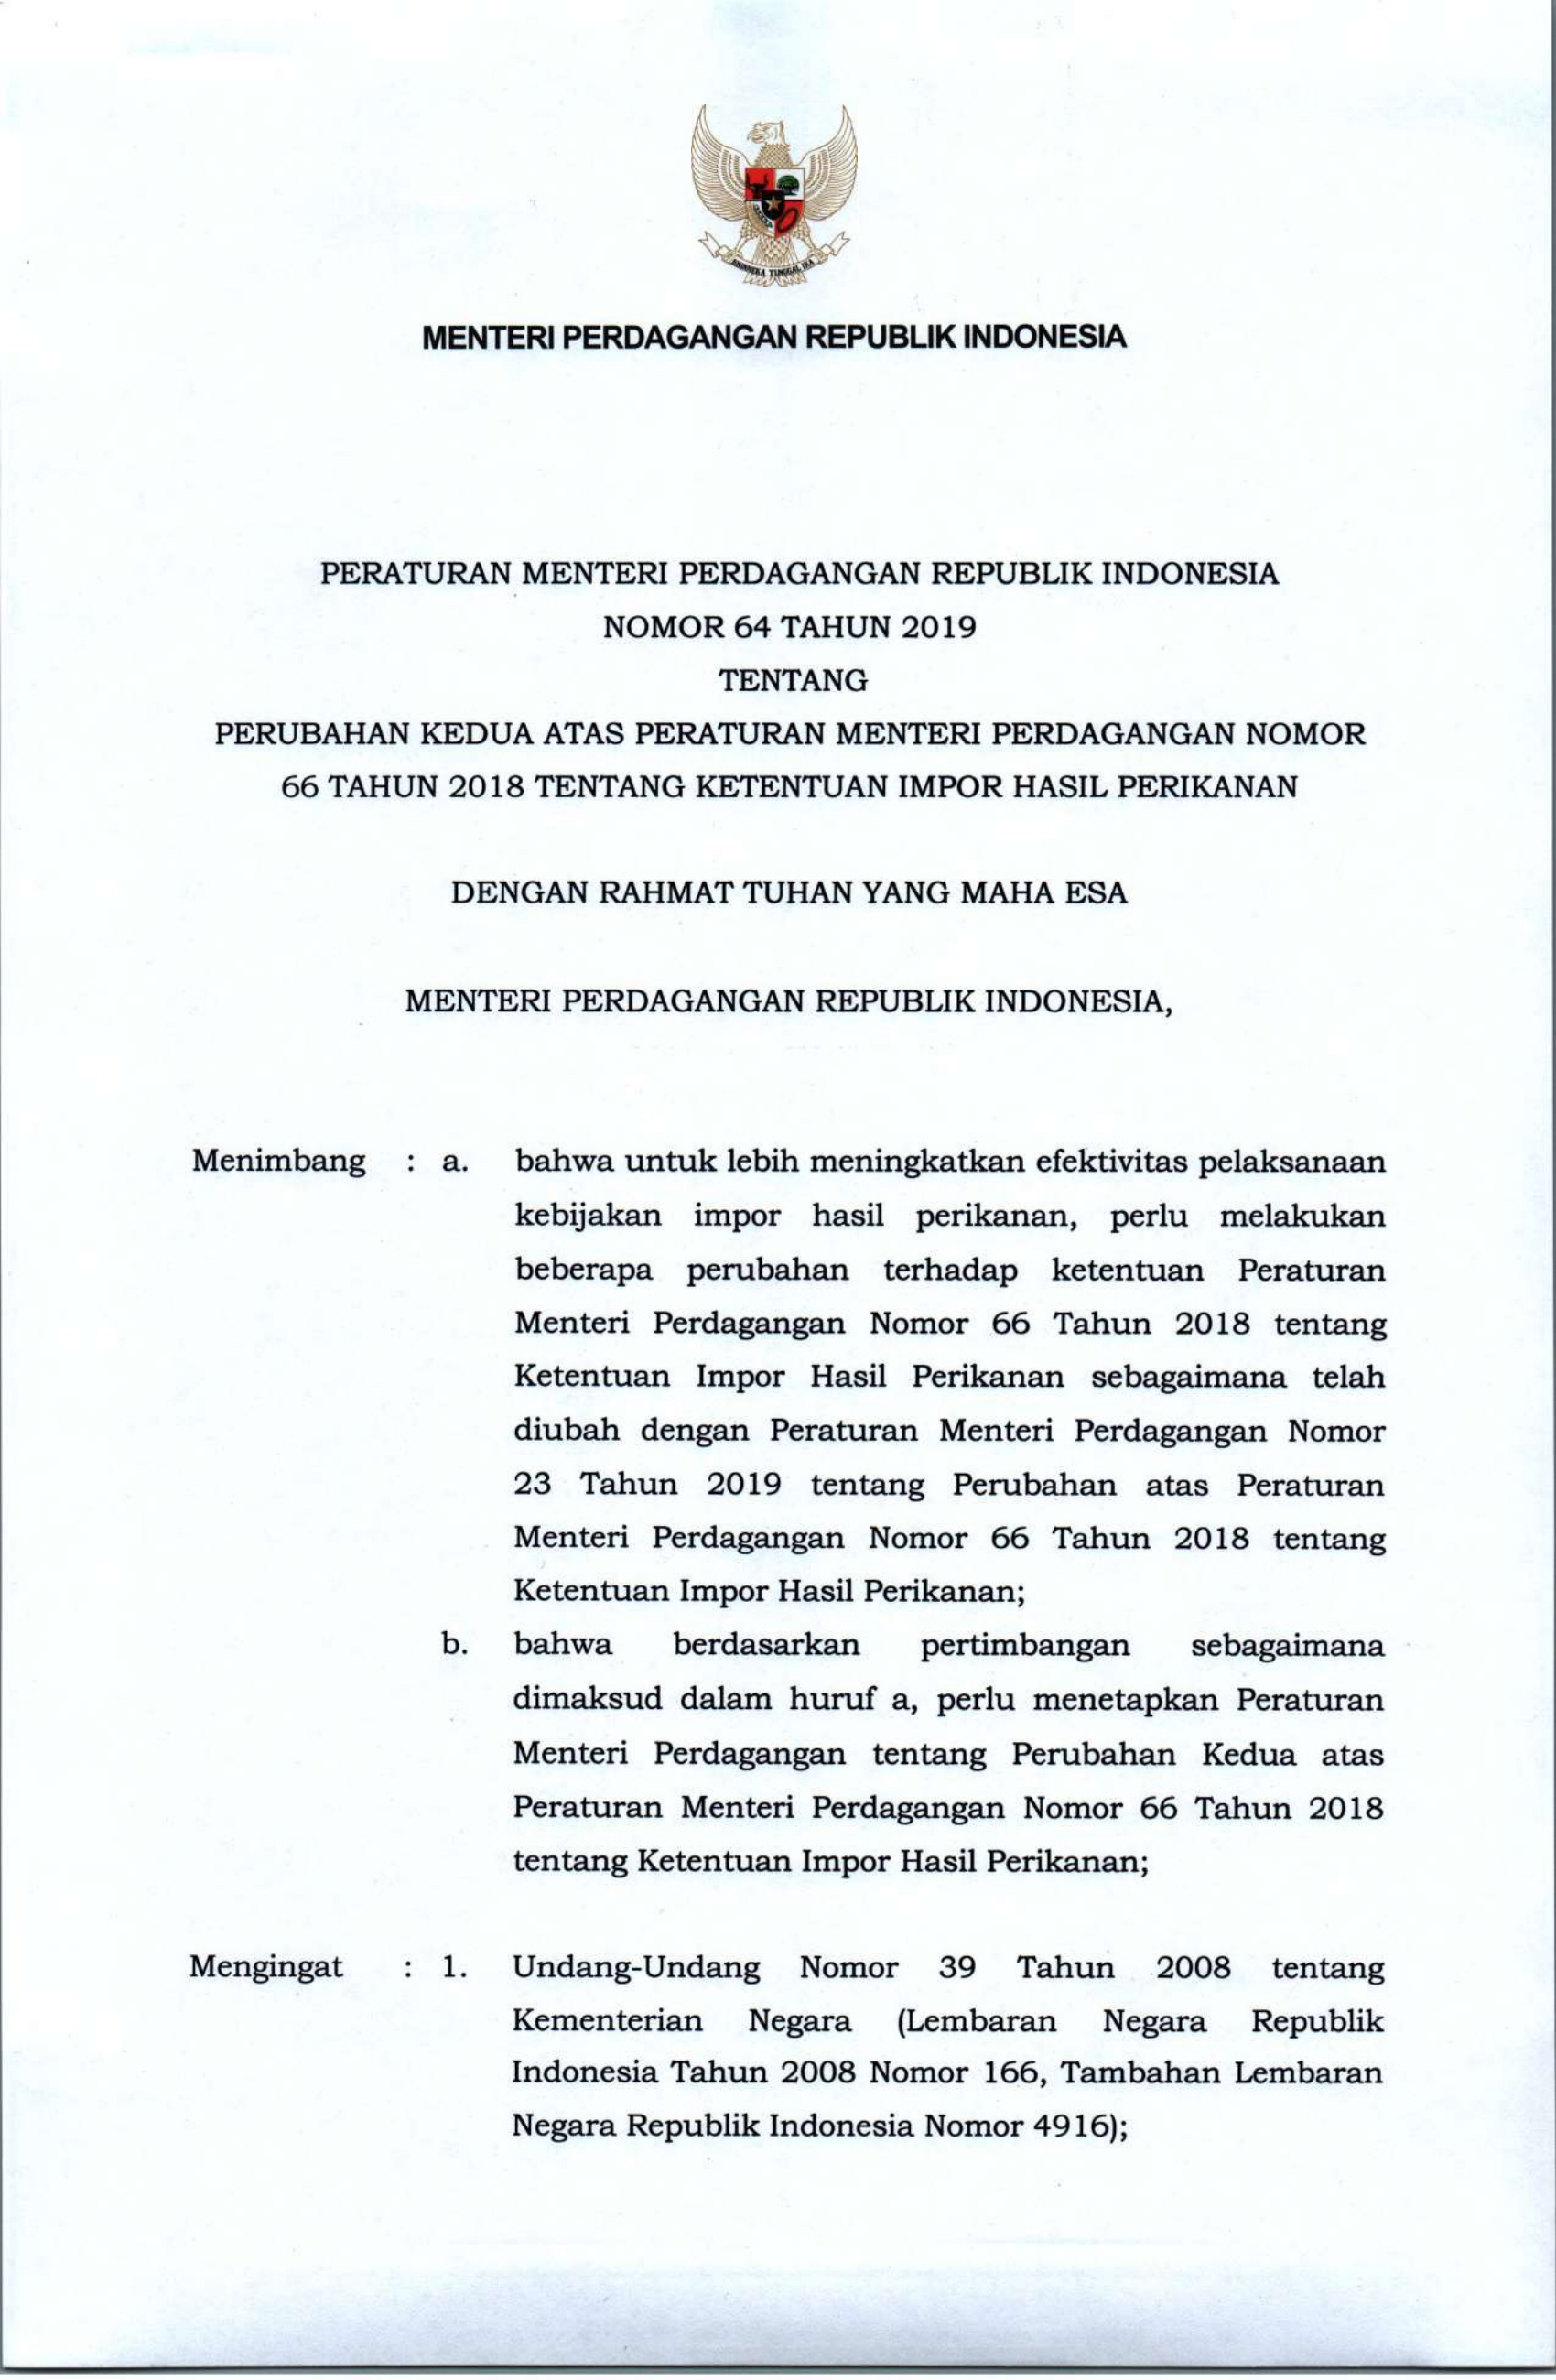 BHINNEKA TUNGGAL IKA
MENTERI PERDAGANGAN REPUBLIK INDONESIA
PERATURAN MENTERI PERDAGANGAN REPUBLIK INDONESIA
NOMOR 64 TAHUN 2019
TENTANG
PERUBAHAN KEDUA ATAS PERATURAN MENTERI PERDAGANGAN NOMOR
66 TAHUN 2018 TENTANG KETENTUAN IMPOR HASIL PERIKANAN
DENGAN RAHMAT TUHAN YANG MAHA ESA
MENTERI PERDAGANGAN REPUBLIK INDONESIA,
Menimbang : a. bahwa untuk lebih meningkatkan efektivitas pelaksanaan
kebijakan impor hasil perikanan, perlu melakukan
beberapa perubahan terhadap ketentuan Peraturan
Menteri Perdagangan Nomor 66 Tahun 2018 tentang
Ketentuan Impor Hasil Perikanan sebagaimana telah
diubah dengan Peraturan Menteri Perdagangan Nomor
23 Tahun 2019 tentang Perubahan atas Peraturan
Menteri Perdagangan Nomor 66 Tahun 2018 tentang
Ketentuan Impor Hasil Perikanan;
b. bahwa berdasarkan pertimbangan sebagaimana
dimaksud dalam huruf a, perlu menetapkan Peraturan
Menteri Perdagangan tentang Perubahan Kedua atas
Peraturan Menteri Perdagangan Nomor 66 Tahun 2018
tentang Ketentuan Impor Hasil Perikanan;
Mengingat : 1. Undang-Undang Nomor 39 Tahun 2008 tentang
Kementerian Negara (Lembaran Negara Republik
Indonesia Tahun 2008 Nomor 166, Tambahan Lembaran
Negara Republik Indonesia Nomor 4916);